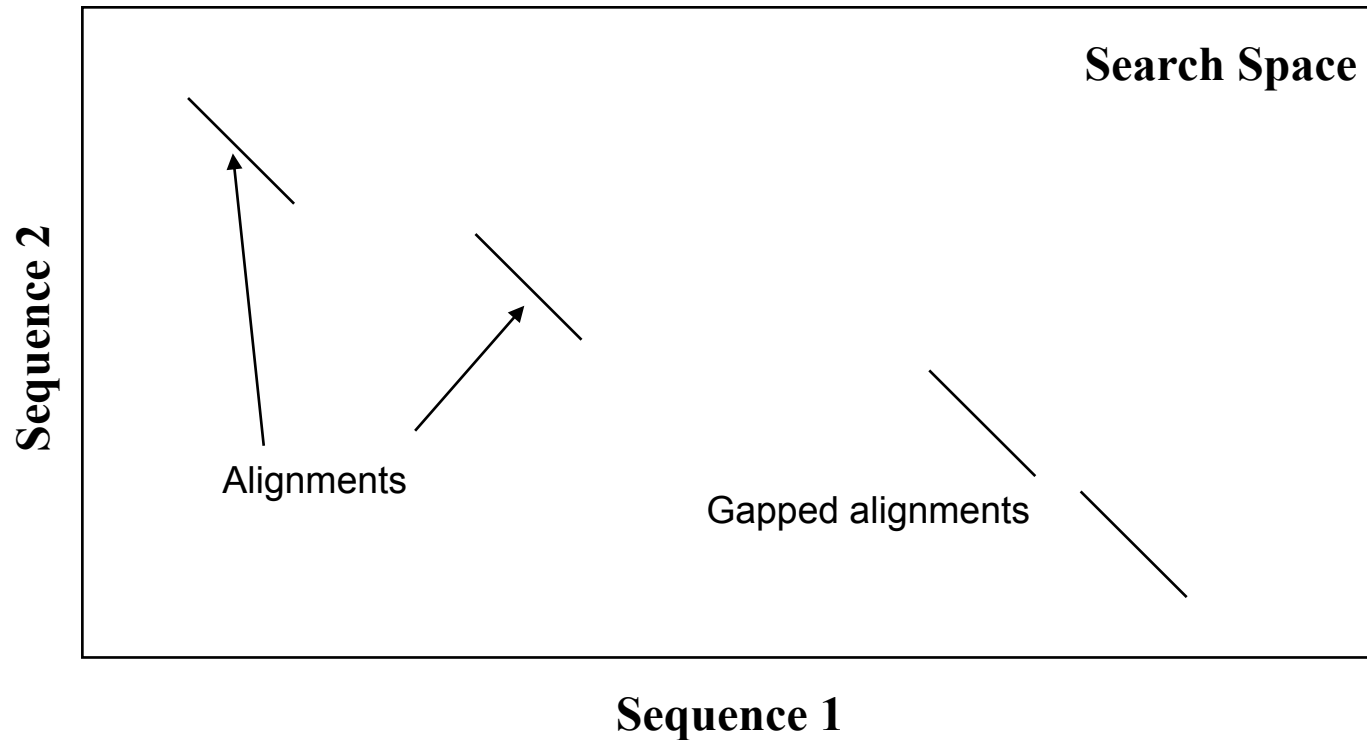 Search Space
Sequence 2
Alignments
Gapped alignments
Sequence 1